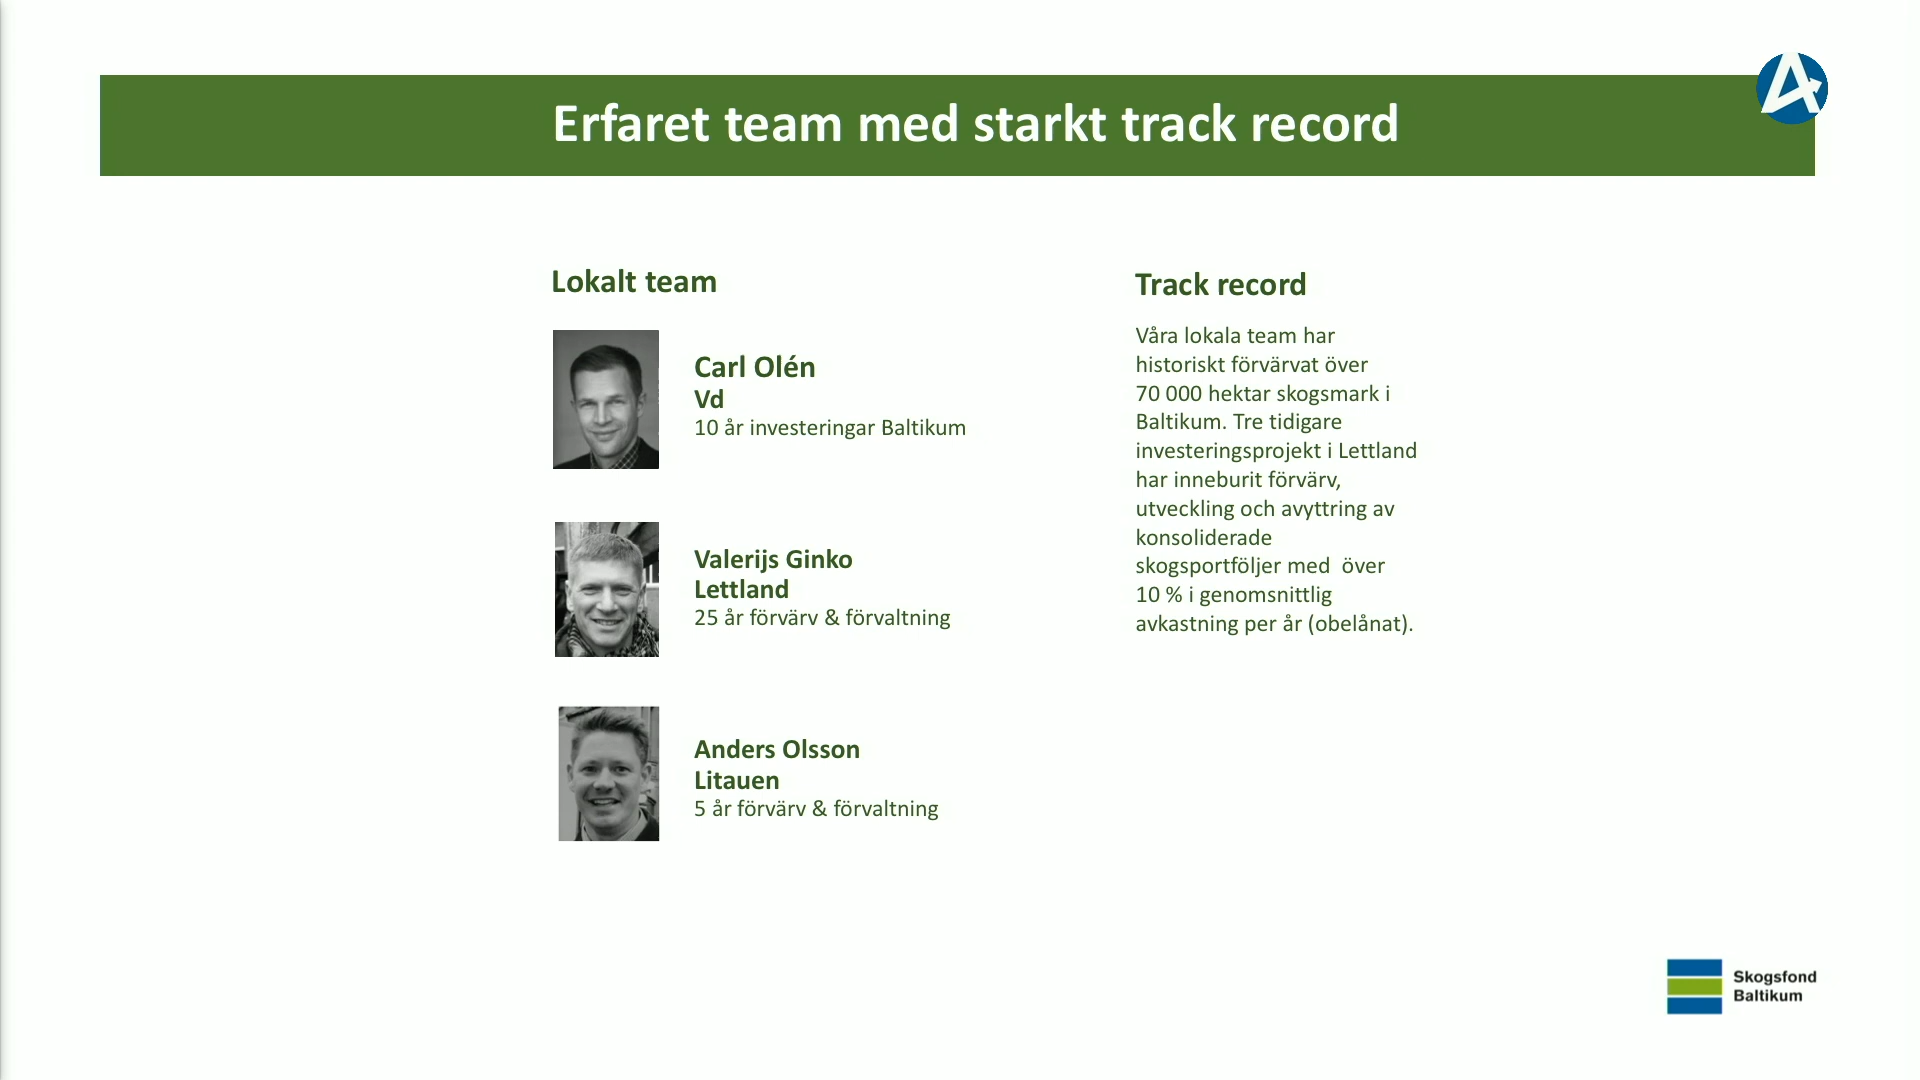 Erfaret team med starkt track record
Lokalt team
Carl Olén
Vd
10 år investeringar Baltikum
Valerijs Ginko
Lettland
25 år förvärv & förvaltning
Anders Olsson
Litauen
5 år förvärv & förvaltning
Track record
Våra lokala team har
historiskt förvärvat över
70 000 hektar skogsmark i
Baltikum. Tre tidigare
investeringsprojekt i Lettland
har inneburit förvärv,
utveckling och avyttring av
konsoliderade
skogsportföljer med  över
10 % i genomsnittlig
avkastning per år (obelånat).
Skogsfond
Baltikum